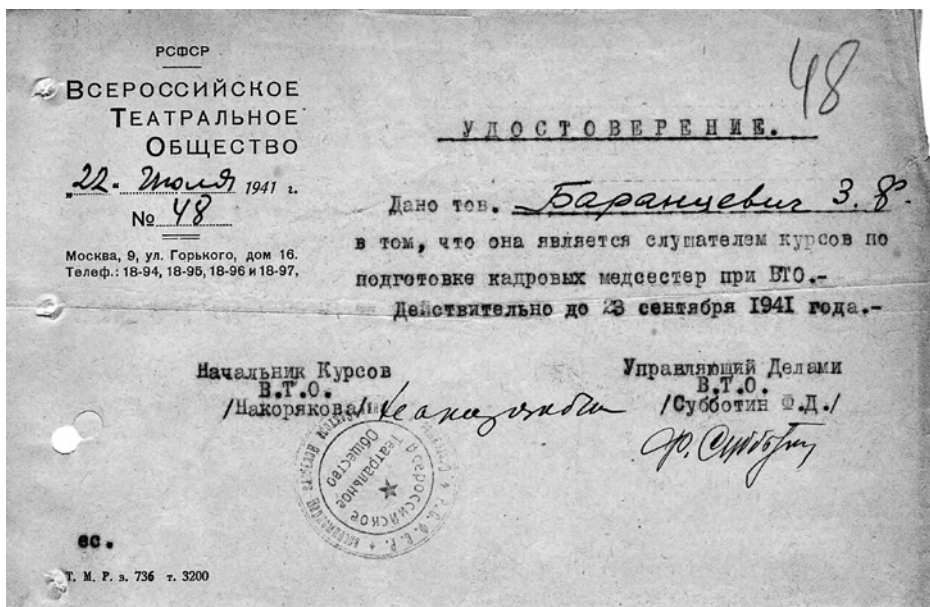 РСФСР
ВСЕРОССИЙСКОЕ
ТЕАТРАЛЬНОЕ
ОБЩЕСТВО
„22" Июля 1941 г.
№ 48
Москва, 9, ул. Горького, дом 16.
Телеф.: 18-94, 18-95, 18-96 и 18-97,
48
УДОСТОВЕРЕНИЕ.
Дано тов. Баранцевич З. Ф.
в том, что она является слушателем курсов по
подготовке кадровых медсестер при ВТО.-
Действительно до 23 сентября 1941 года.-
Начальник Курсов
В.Т.О.
/Накорякова/
Управляющий Делами
В.Т.О.
/Субботин Ф.Д./
Ф. Субботин
Всероссийское
Театральное
Общество
Р.С.Ф.С.Р.
ес.
Т. М. Р. з. 736 т. 3200